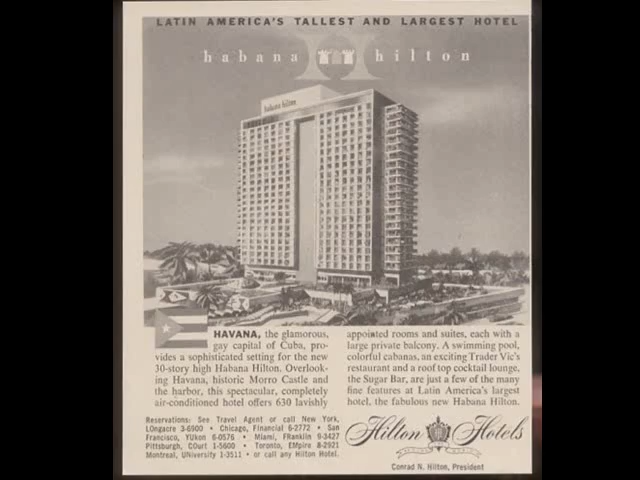 LATIN AMERICA'S TALLEST AND LARGEST HOTEL
habana hilton
habana hilton
HAVANA, the glamorous,
gay capital of Cuba, pro-
vides a sophisticated setting for the new
30-story high Habana Hilton. Overlook-
ing Havana, historic Morro Castle and
the harbor, this spectacular, completely
air-conditioned hotel offers 630 lavishly
appointed rooms and suites, each with a
large private balcony. A swimming pool,
colorful cabanas, an exciting Trader Vic's
restaurant and a roof top cocktail lounge,
the Sugar Bar, are just a few of the many
fine features at Latin America's largest
hotel, the fabulous new Habana Hilton.
Reservations: See Travel Agent or call New York,
LOngacre 3-6900 • Chicago, FInancial 6-2772 • San
Francisco, YUkon 6-0576 • Miami, FRanklin 9-3427
Pittsburgh, COurt 1-5600 • Toronto, EMpire 8-2921
Montreal, UNiversity 1-3511 • or call any Hilton Hotel.
Hilton Hotels
Conrad N. Hilton, President